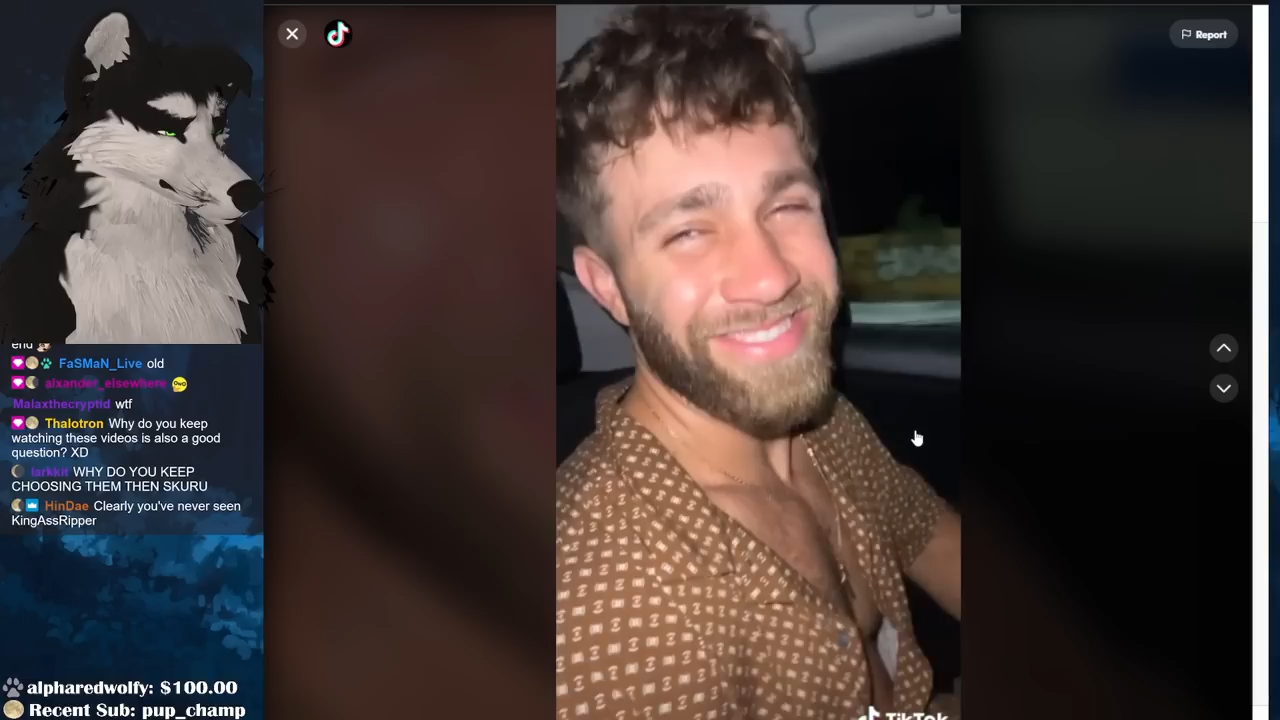 Report
end
FaSMaN_Live old
alxander_elsewhere
Malaxthecryptid wtf
Thalotron Why do you keep
watching these videos is also a good
question? XD
larkkit WHY DO YOU KEEP
CHOOSING THEM THEN SKURU
HinDae Clearly you've never seen
KingAssRipper
alpharedwolfy: $100.00
Recent Sub: pup_champ
TikTok